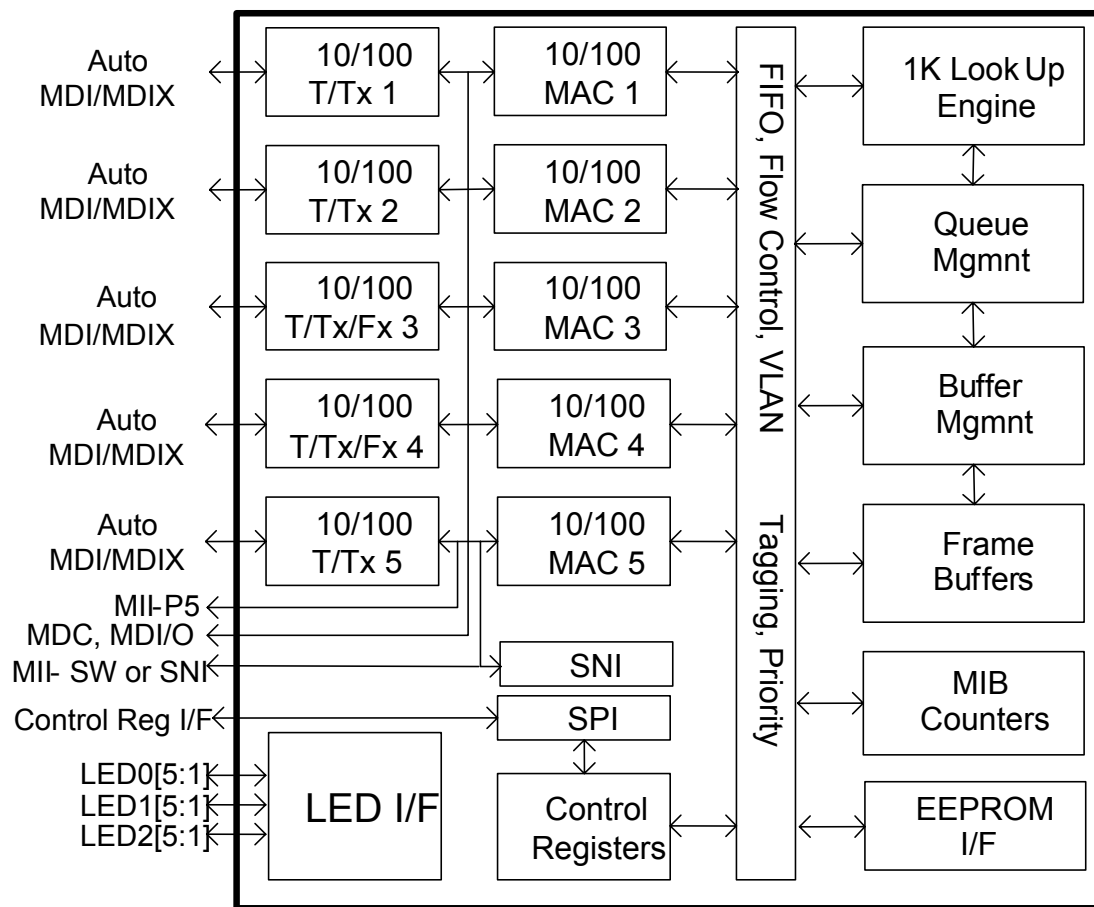 Auto
MDI/MDIX
10/100
T/Tx 1
10/100
MAC 1
1K Look Up
Engine
Auto
MDI/MDIX
10/100
T/Tx 2
10/100
MAC 2
Queue
Mgmnt
Auto
MDI/MDIX
10/100
T/Tx/Fx 3
10/100
MAC 3
Auto
MDI/MDIX
10/100
T/Tx/Fx 4
10/100
MAC 4
Buffer
Mgmnt
Auto
MDI/MDIX
10/100
T/Tx 5
10/100
MAC 5
Frame
Buffers
FIFO, Flow Control, VLAN Tagging, Priority
MII-P5
MDC, MDI/O
MII- SW or SNI
SNI
Control Reg I/F
SPI
MIB
Counters
LED0[5:1]
LED1[5:1]
LED2[5:1]
LED I/F
Control
Registers
EEPROM
I/F